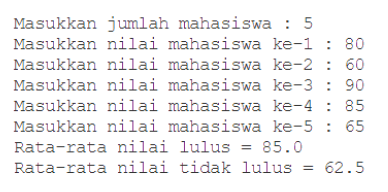 Masukkan jumlah mahasiswa : 5
Masukkan nilai mahasiswa ke-1 : 80
Masukkan nilai mahasiswa ke-2 : 60
Masukkan nilai mahasiswa ke-3 : 90
Masukkan nilai mahasiswa ke-4 : 85
Masukkan nilai mahasiswa ke-5 : 65
Rata-rata nilai lulus = 85.0
Rata-rata nilai tidak lulus = 62.5